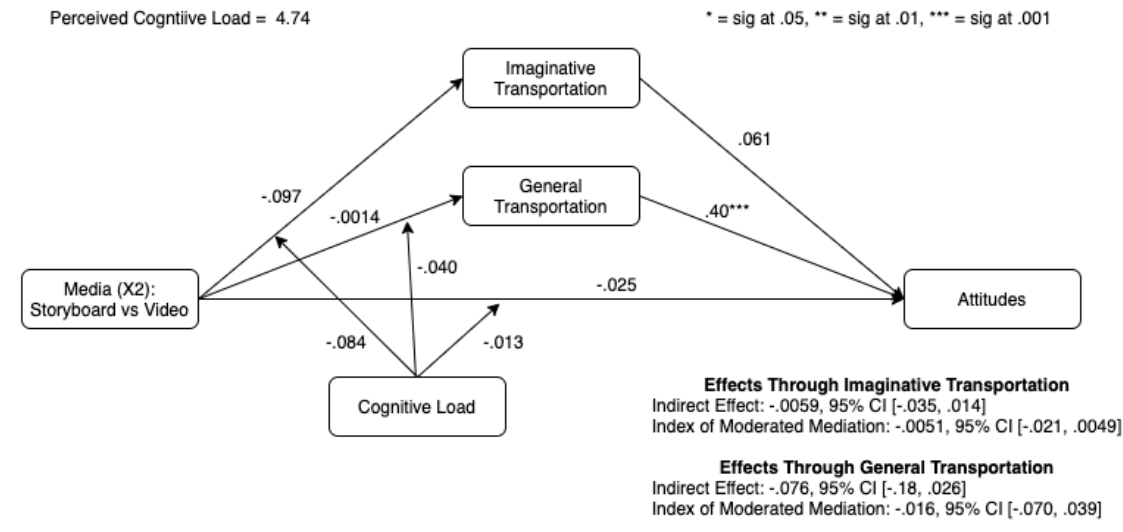 Perceived Cogntiive Load = 4.74
* = sig at .05, ** = sig at .01, *** = sig at .001
Imaginative
Transportation
.061
General
Transportation
-.097
-.0014
.40***
-.040
-.025
Media (X2):
Storyboard vs Video
Attitudes
-.084
-.013
Cognitive Load
Effects Through Imaginative Transportation
Indirect Effect: -.0059, 95% CI [-.035, .014]
Index of Moderated Mediation: -.0051, 95% CI [-.021, .0049]
Effects Through General Transportation
Indirect Effect: -.076, 95% CI [-.18, .026]
Index of Moderated Mediation: -.016, 95% CI [-.070, .039]